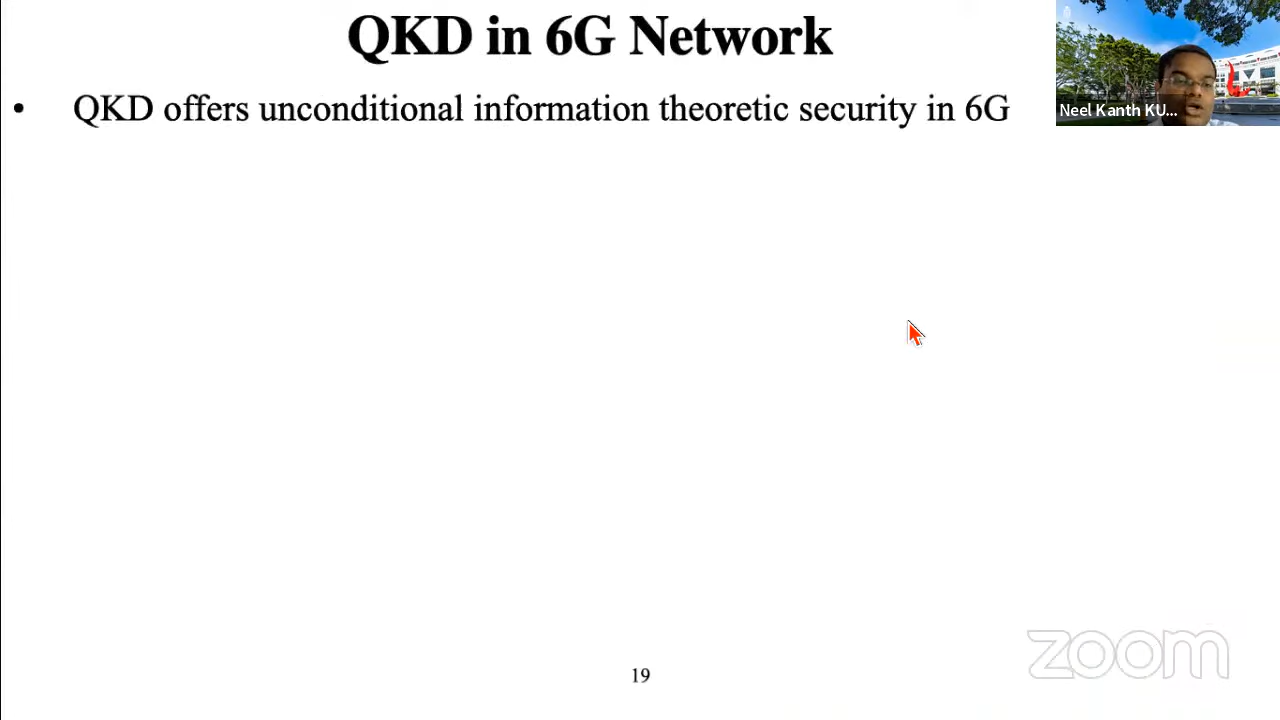 QKD in 6G Network
• QKD offers unconditional information theoretic security in 6G
Neel Kanth KU...
19
zoom